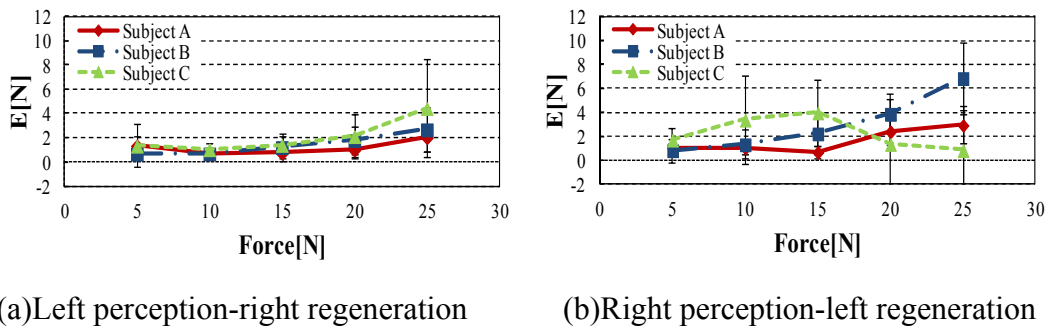 12
10
8
6
4
2
0
-2
E[N]
Subject A
Subject B
Subject C
0 5 10 15 20 25 30
Force[N]
(a)Left perception-right regeneration
12
10
8
6
4
2
0
-2
E[N]
Subject A
Subject B
Subject C
0 5 10 15 20 25 30
Force[N]
(b)Right perception-left regeneration